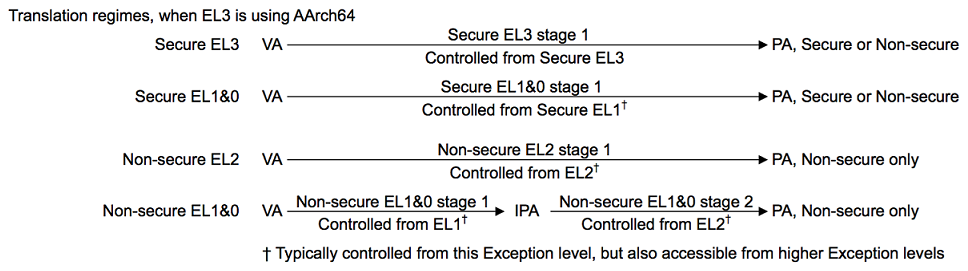 Translation regimes, when EL3 is using AArch64
Secure EL3 VA Secure EL3 stage 1 PA, Secure or Non-secure
Controlled from Secure EL3
Secure EL1&0 VA Secure EL1&0 stage 1 PA, Secure or Non-secure
Controlled from Secure EL1†
Non-secure EL2 VA Non-secure EL2 stage 1 PA, Non-secure only
Controlled from EL2†
Non-secure EL1&0 VA Non-secure EL1&0 stage 1 IPA Non-secure EL1&0 stage 2 PA, Non-secure only
Controlled from EL1† Controlled from EL2†
† Typically controlled from this Exception level, but also accessible from higher Exception levels